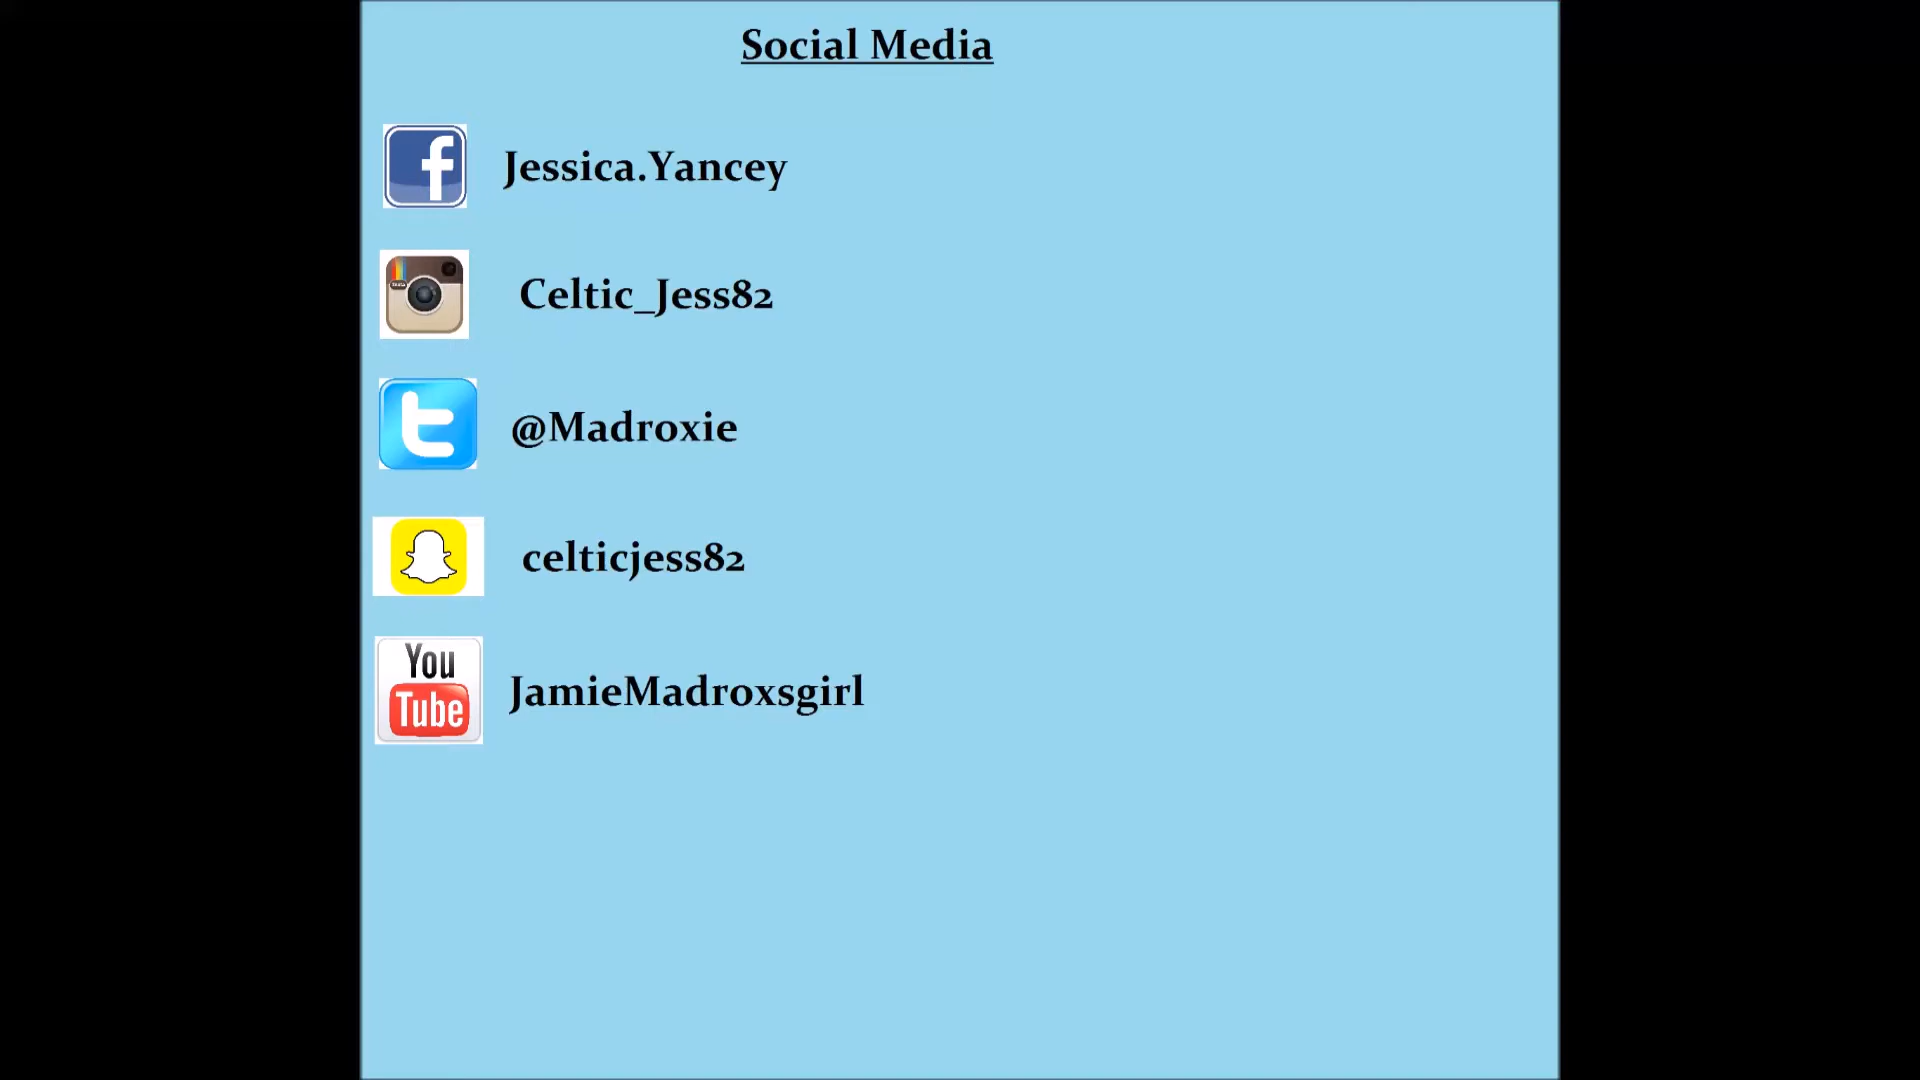 Social Media
Jessica.Yancey
Celtic_Jess82
@Madroxie
celticjess82
You
Tube
JamieMadroxsgirl